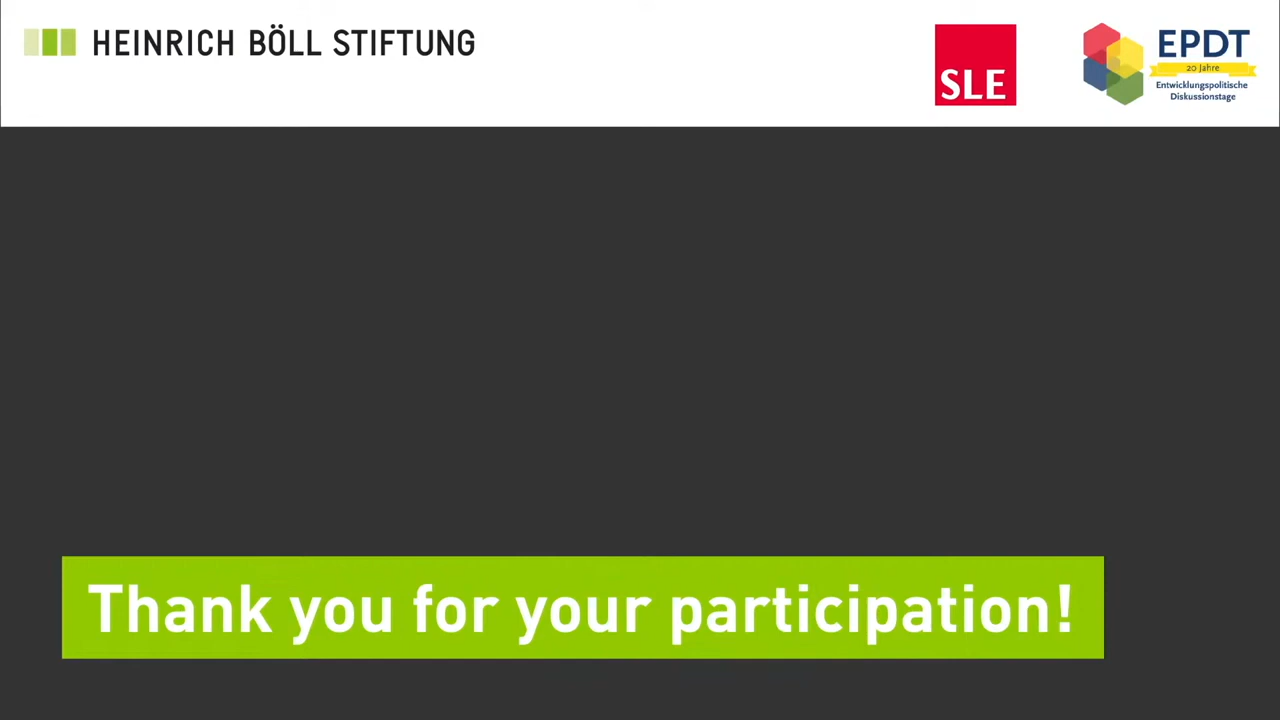 HEINRICH BÖLL STIFTUNG
SLE
EPDT
20 Jahre
Entwicklungspolitische
Diskussionstage
Thank you for your participation!